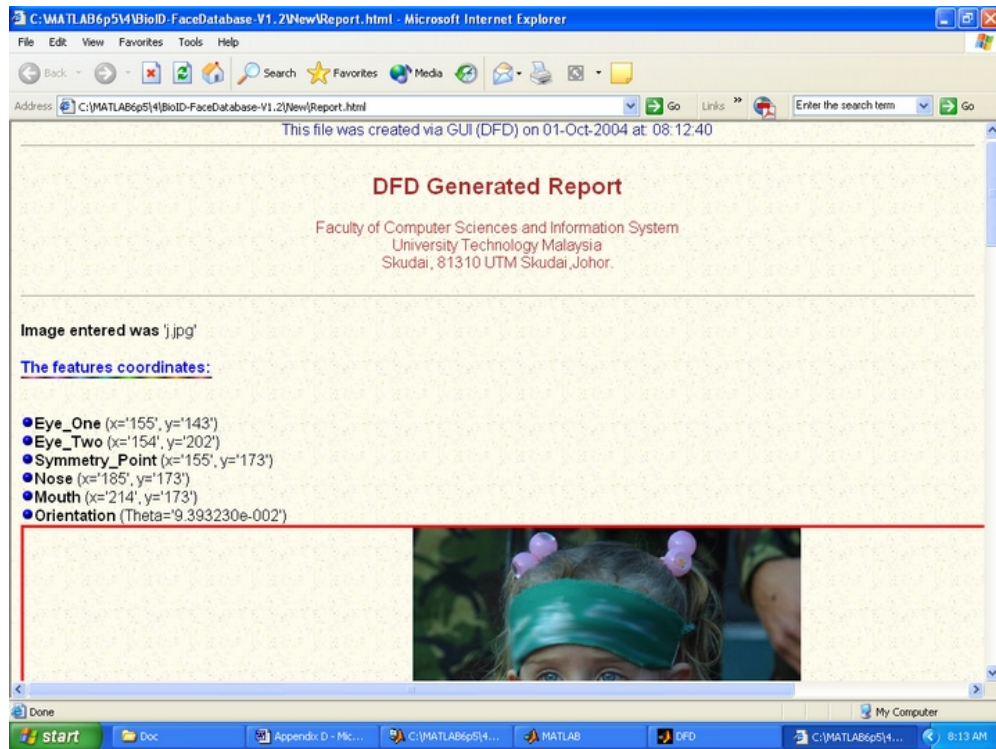 C:\MATLAB6p5\4\BioID-FaceDatabase-V1.2\New\Report.html - Microsoft Internet Explorer
File Edit View Favorites Tools Help
Back Search Favorites Media
Address C:\MATLAB6p5\4\BioID-FaceDatabase-V1.2\New\Report.html Go Links » Enter the search term Go
This file was created via GUI (DFD) on 01-Oct-2004 at: 08:12:40
DFD Generated Report
Faculty of Computer Sciences and Information System
University Technology Malaysia
Skudai, 81310 UTM Skudai,Johor.
Image entered was 'j.jpg'
The features coordinates:
Eye_One (x='155', y='143')
Eye_Two (x='154', y='202')
Symmetry_Point (x='155', y='173')
Nose (x='185', y='173')
Mouth (x='214', y='173')
Orientation (Theta='9.393230e-002')
Done My Computer
start Doc Appendix D - Mic... C:\MATLAB6p5\4... MATLAB DFD C:\MATLAB6p5\4... 8:13 AM